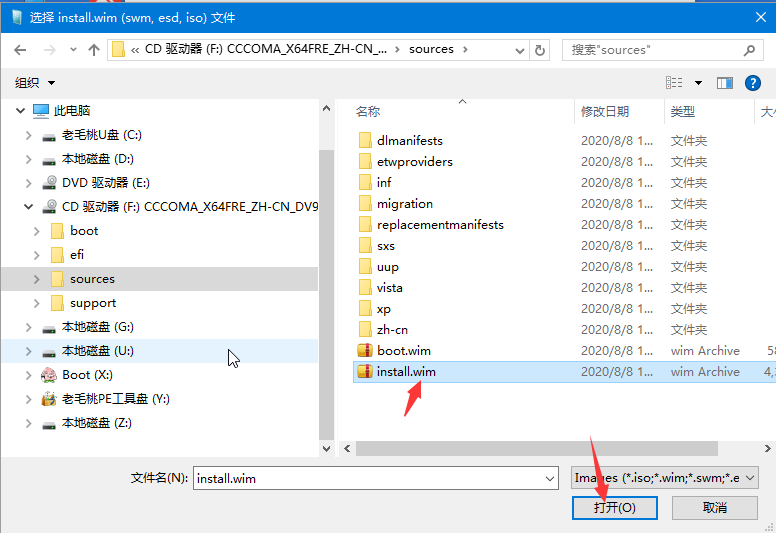 选择 install.wim (swm, esd, iso) 文件
« CD 驱动器 (F:) CCCOMA_X64FRE_ZH-CN_... › sources ›
搜索"sources"
组织
此电脑
老毛桃U盘 (C:)
本地磁盘 (D:)
DVD 驱动器 (E:)
CD 驱动器 (F:) CCCOMA_X64FRE_ZH-CN_DV9
boot
efi
sources
support
本地磁盘 (G:)
本地磁盘 (U:)
Boot (X:)
老毛桃PE工具盘 (Y:)
本地磁盘 (Z:)
名称 修改日期 类型 大
dlmanifests 2020/8/8 1... 文件夹
etwproviders 2020/8/8 1... 文件夹
inf 2020/8/8 1... 文件夹
migration 2020/8/8 1... 文件夹
replacementmanifests 2020/8/8 1... 文件夹
sxs 2020/8/8 1... 文件夹
uup 2020/8/8 1... 文件夹
vista 2020/8/8 1... 文件夹
xp 2020/8/8 1... 文件夹
zh-cn 2020/8/8 1... 文件夹
boot.wim 2020/8/8 1... wim Archive 58
install.wim 2020/8/8 1... wim Archive 4,
文件名(N): install.wim
Images (*.iso;*.wim;*.swm;*.e
打开(O) 取消